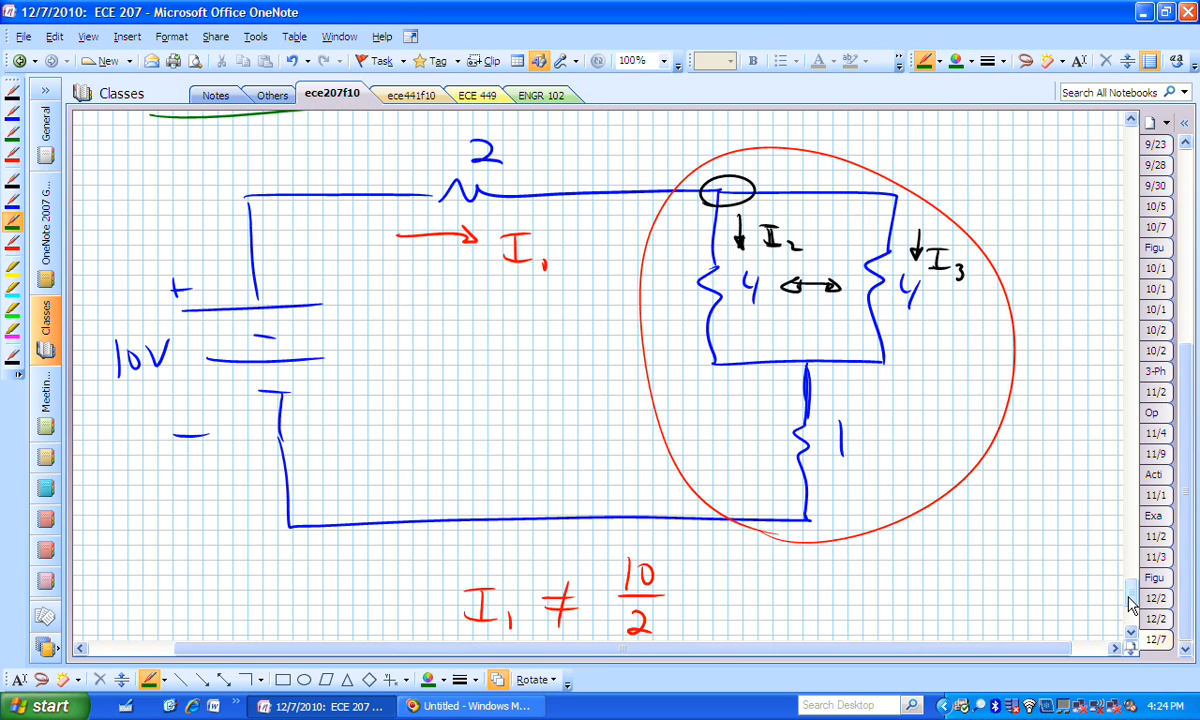 12/7/2010: ECE 207 - Microsoft Office OneNote
File Edit View Insert Format Share Tools Table Window Help
New Task Tag Clip 100% B A ab
Classes Notes Others ece207f10 ece441f10 ECE 449 ENGR 102 Search All Notebooks
General
OneNote 2007 G...
Classes
Meetin...
2
I1
I2
I3
4
4
+
10V
-
1
I1 ≠ 10/2
9/23
9/28
9/30
10/5
10/7
Figu
10/1
10/1
10/1
10/2
10/2
3-Ph
11/2
Op
11/4
11/9
Acti
11/1
Exa
11/2
11/3
Figu
12/2
12/2
12/7
Rotate
start 12/7/2010: ECE 207 ... Untitled - Windows M... Search Desktop 4:24 PM